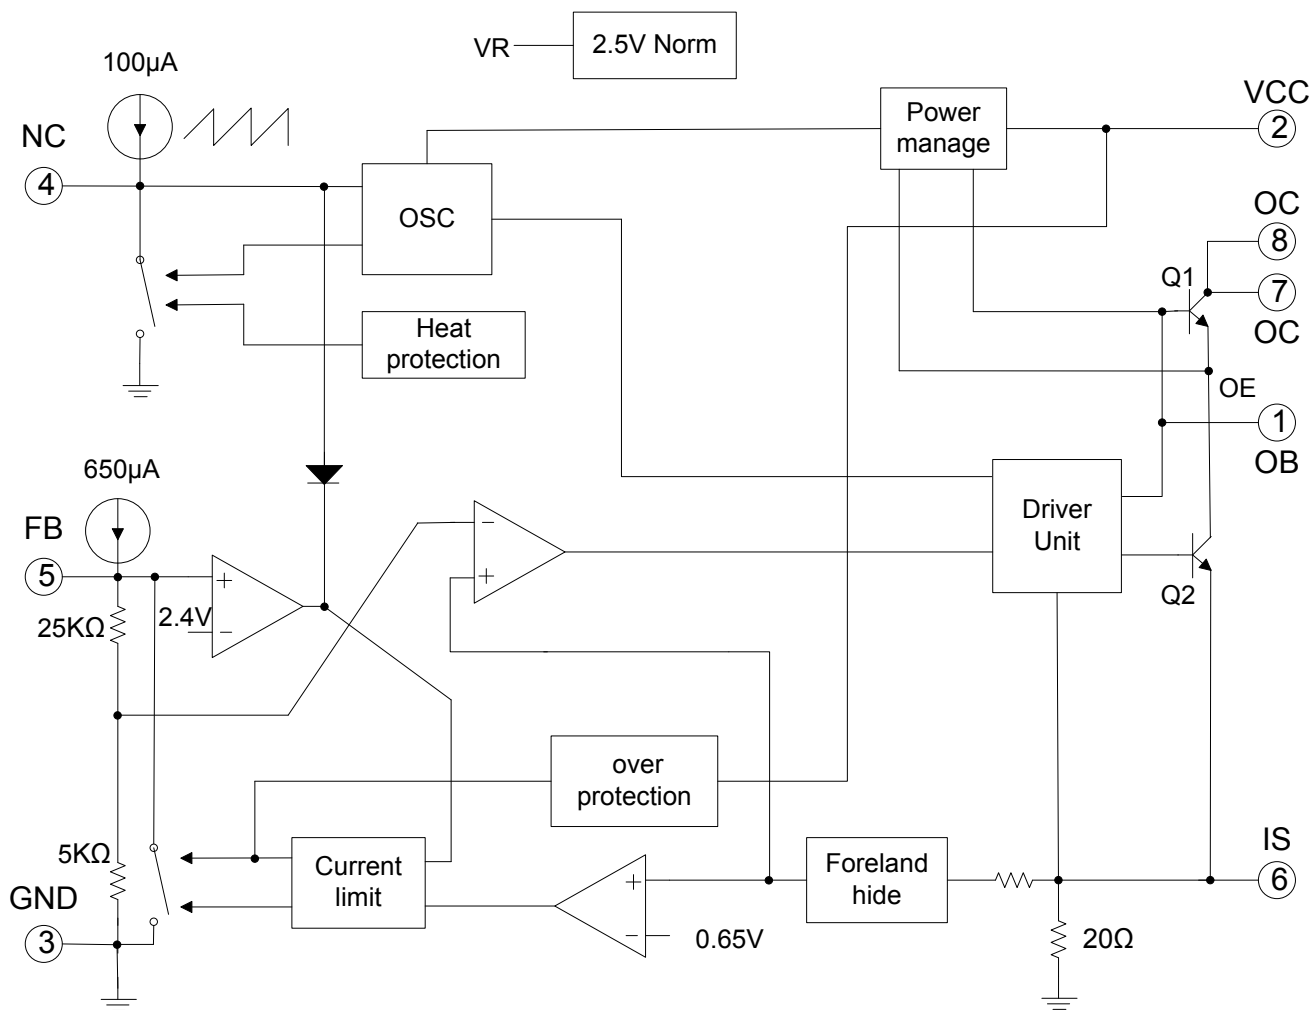 VR
2.5V Norm
100μA
NC
4
Power
manage
VCC
2
OSC
OC
8
Q1
7
OC
Heat
protection
OE
1
OB
650μA
FB
5
+
2.4V
−
25KΩ
−
+
Driver
Unit
Q2
over
protection
5KΩ
GND
3
Current
limit
+
−
0.65V
Foreland
hide
IS
6
20Ω